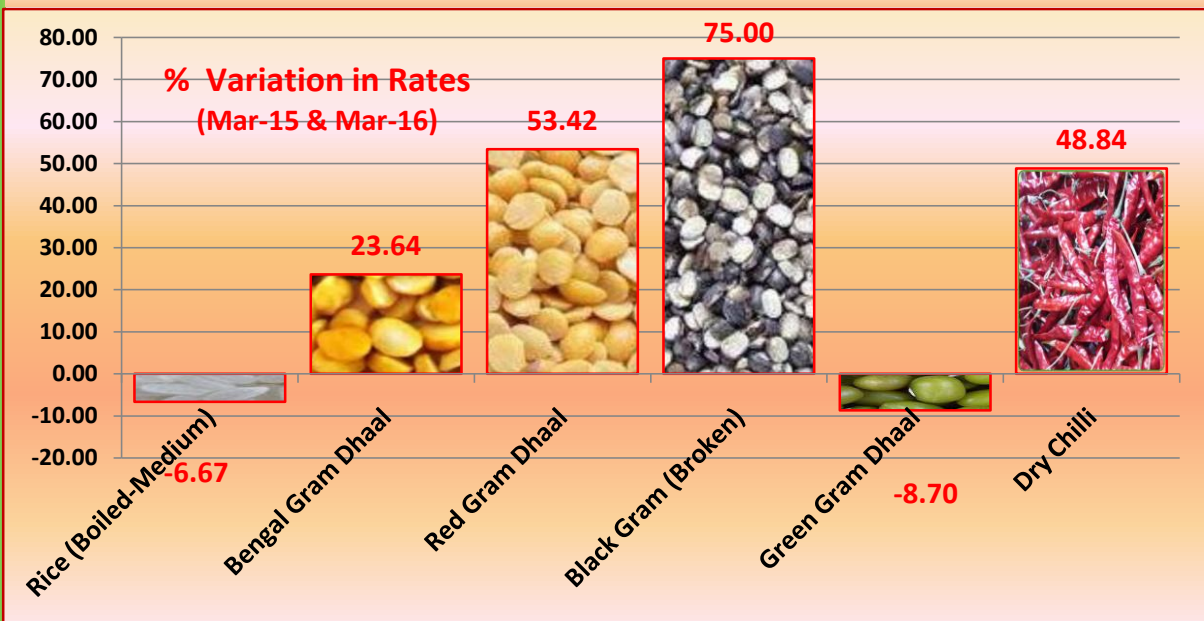 80.00
70.00
60.00
50.00
40.00
30.00
20.00
10.00
0.00
-10.00
-20.00
% Variation in Rates
(Mar-15 & Mar-16)
-6.67
23.64
53.42
75.00
-8.70
48.84
Rice (Boiled-Medium)
Bengal Gram Dhaal
Red Gram Dhaal
Black Gram (Broken)
Green Gram Dhaal
Dry Chilli